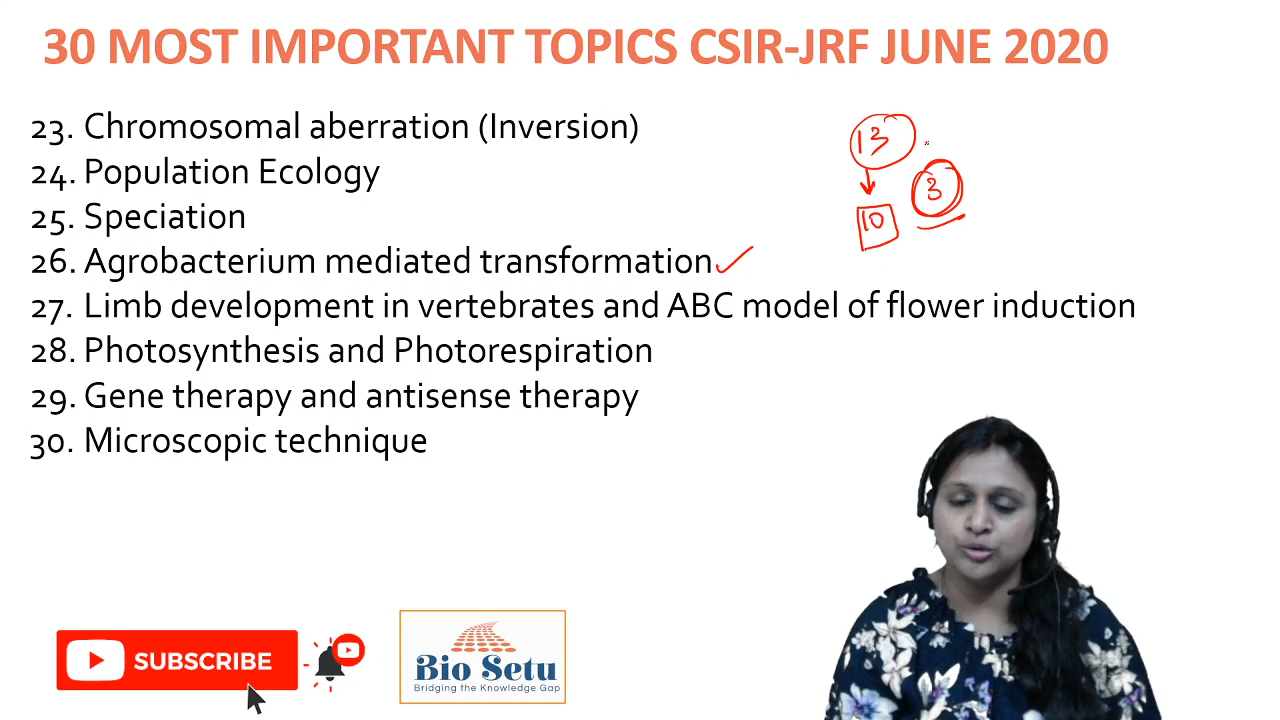 30 MOST IMPORTANT TOPICS CSIR-JRF JUNE 2020
23. Chromosomal aberration (Inversion)
24. Population Ecology
25. Speciation
26. Agrobacterium mediated transformation
27. Limb development in vertebrates and ABC model of flower induction
28. Photosynthesis and Photorespiration
29. Gene therapy and antisense therapy
30. Microscopic technique
13
3
10
SUBSCRIBE
Bio Setu
Bridging the Knowledge Gap